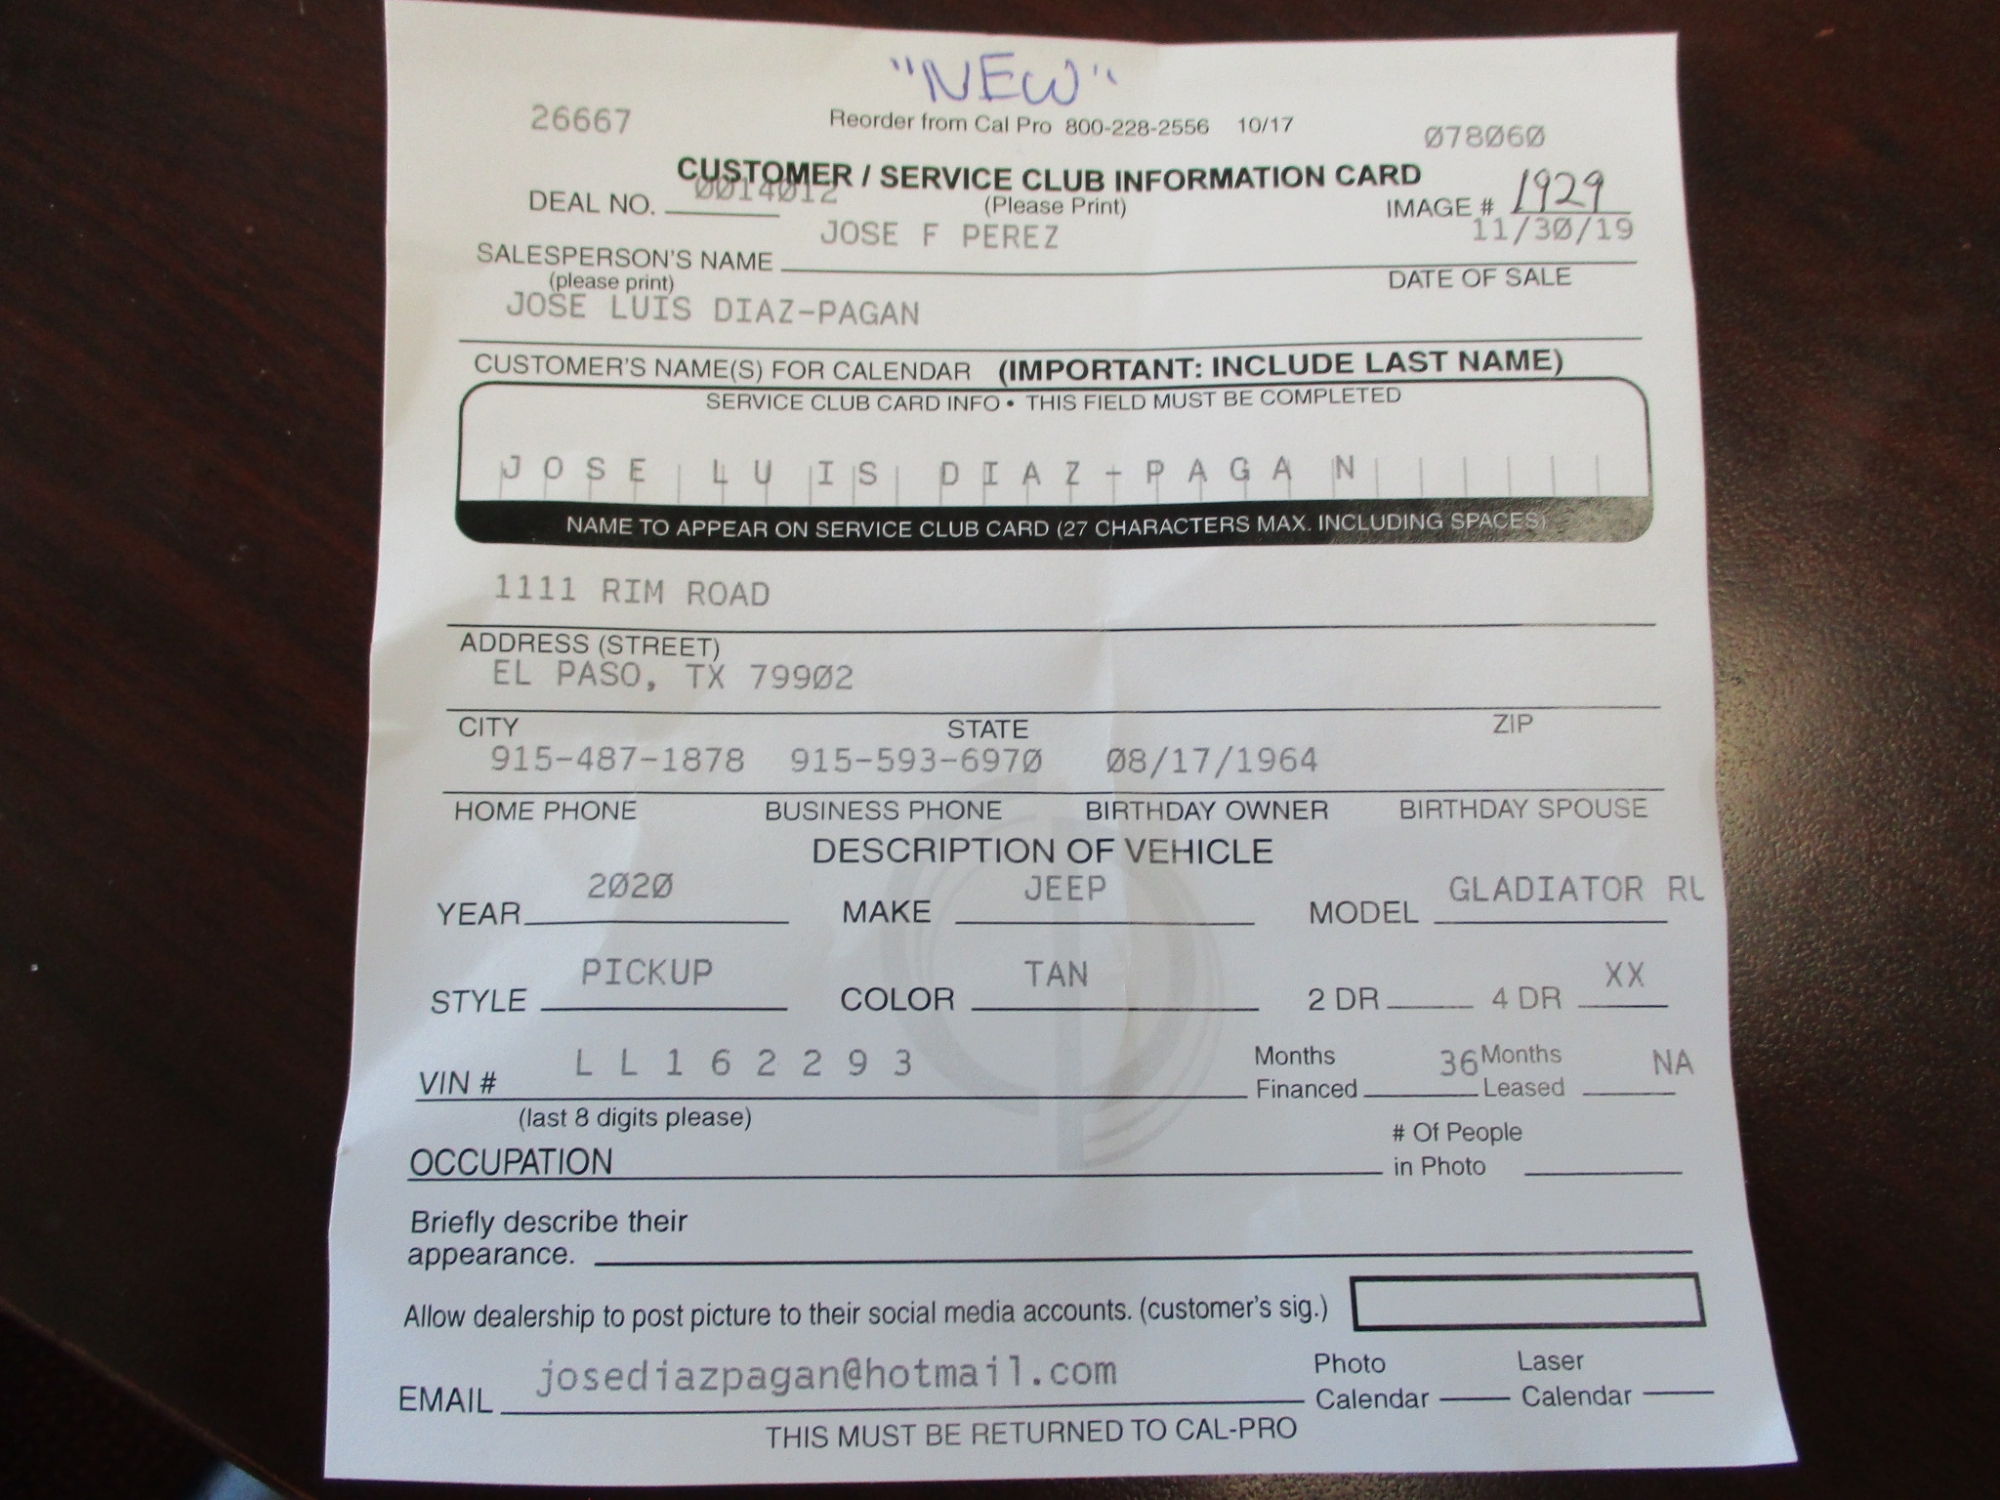 "NEW"
26667 Reorder from Cal Pro 800-228-2556 10/17 078060
CUSTOMER / SERVICE CLUB INFORMATION CARD
DEAL NO. 0014012 (Please Print) IMAGE # 1929
JOSE F PEREZ 11/30/19
SALESPERSON'S NAME DATE OF SALE
(please print)
JOSE LUIS DIAZ-PAGAN
CUSTOMER'S NAME(S) FOR CALENDAR (IMPORTANT: INCLUDE LAST NAME)
SERVICE CLUB CARD INFO • THIS FIELD MUST BE COMPLETED
JOSE LUIS DIAZ-PAGAN
NAME TO APPEAR ON SERVICE CLUB CARD (27 CHARACTERS MAX. INCLUDING SPACES)
1111 RIM ROAD
ADDRESS (STREET)
EL PASO, TX 79902
CITY STATE ZIP
915-487-1878 915-593-6970 08/17/1964
HOME PHONE BUSINESS PHONE BIRTHDAY OWNER BIRTHDAY SPOUSE
DESCRIPTION OF VEHICLE
YEAR 2020 MAKE JEEP MODEL GLADIATOR RU
STYLE PICKUP COLOR TAN 2 DR 4 DR XX
VIN # L L 1 6 2 2 9 3 Months Financed 36 Months Leased NA
(last 8 digits please)
OCCUPATION # Of People in Photo
Briefly describe their
appearance.
Allow dealership to post picture to their social media accounts. (customer's sig.)
EMAIL josediazpagan@hotmail.com Photo Calendar Laser Calendar
THIS MUST BE RETURNED TO CAL-PRO